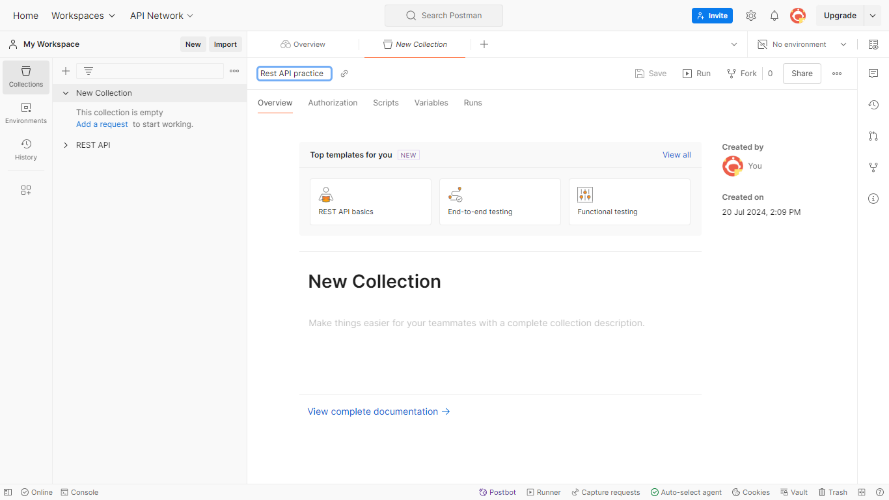 Home Workspaces API Network Search Postman Invite Upgrade
My Workspace New Import Overview New Collection No environment
Collections
Environments
History
New Collection
This collection is empty
Add a request to start working.
REST API
Rest API practice Save Run Fork 0 Share
Overview Authorization Scripts Variables Runs
Top templates for you NEW View all
REST API basics End-to-end testing Functional testing
New Collection
Make things easier for your teammates with a complete collection description.
View complete documentation →
Created by
You
Created on
20 Jul 2024, 2:09 PM
Online Console Postbot Runner Capture requests Auto-select agent Cookies Vault Trash